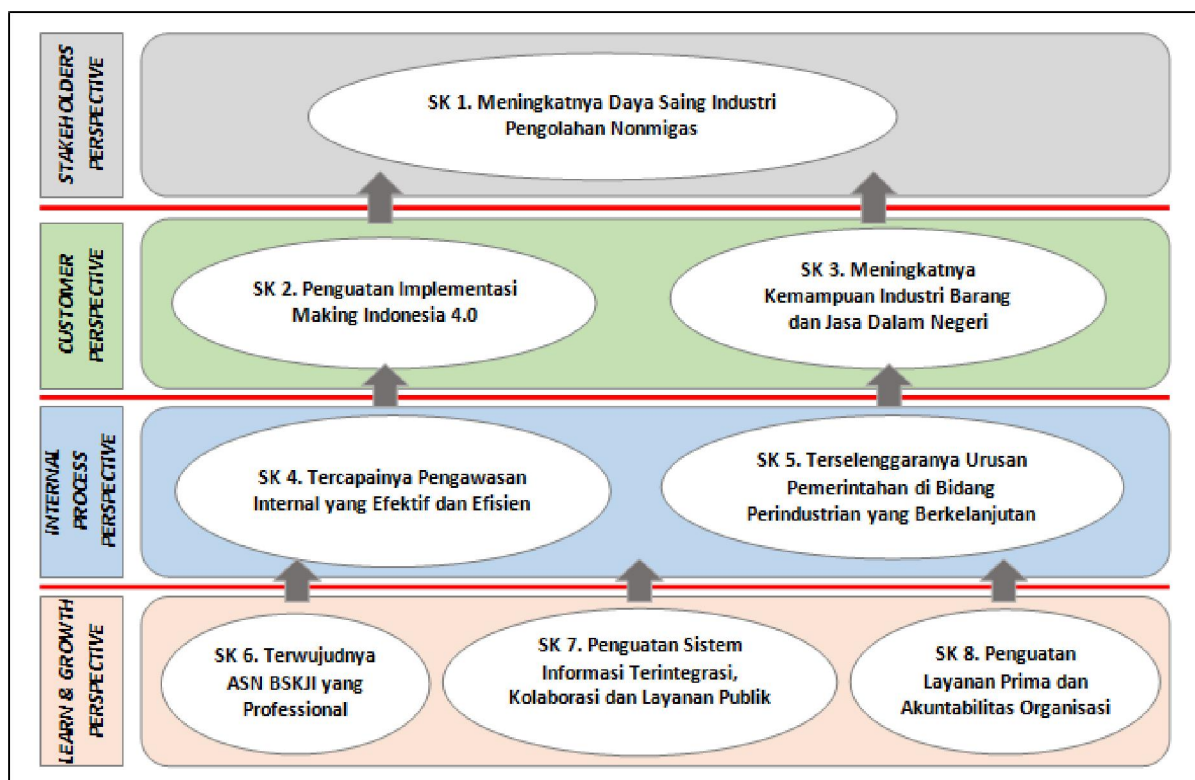 STAKEHOLDERS
PERSPECTIVE
SK 1. Meningkatnya Daya Saing Industri
Pengolahan Nonmigas
CUSTOMER
PERSPECTIVE
SK 2. Penguatan Implementasi
Making Indonesia 4.0
SK 3. Meningkatnya
Kemampuan Industri Barang
dan Jasa Dalam Negeri
INTERNAL
PROCESS
PERSPECTIVE
SK 4. Tercapainya Pengawasan
Internal yang Efektif dan Efisien
SK 5. Terselenggaranya Urusan
Pemerintahan di Bidang
Perindustrian yang Berkelanjutan
LEARN & GROWTH
PERSPECTIVE
SK 6. Terwujudnya
ASN BSKJI yang
Professional
SK 7. Penguatan Sistem
Informasi Terintegrasi,
Kolaborasi dan Layanan Publik
SK 8. Penguatan
Layanan Prima dan
Akuntabilitas Organisasi